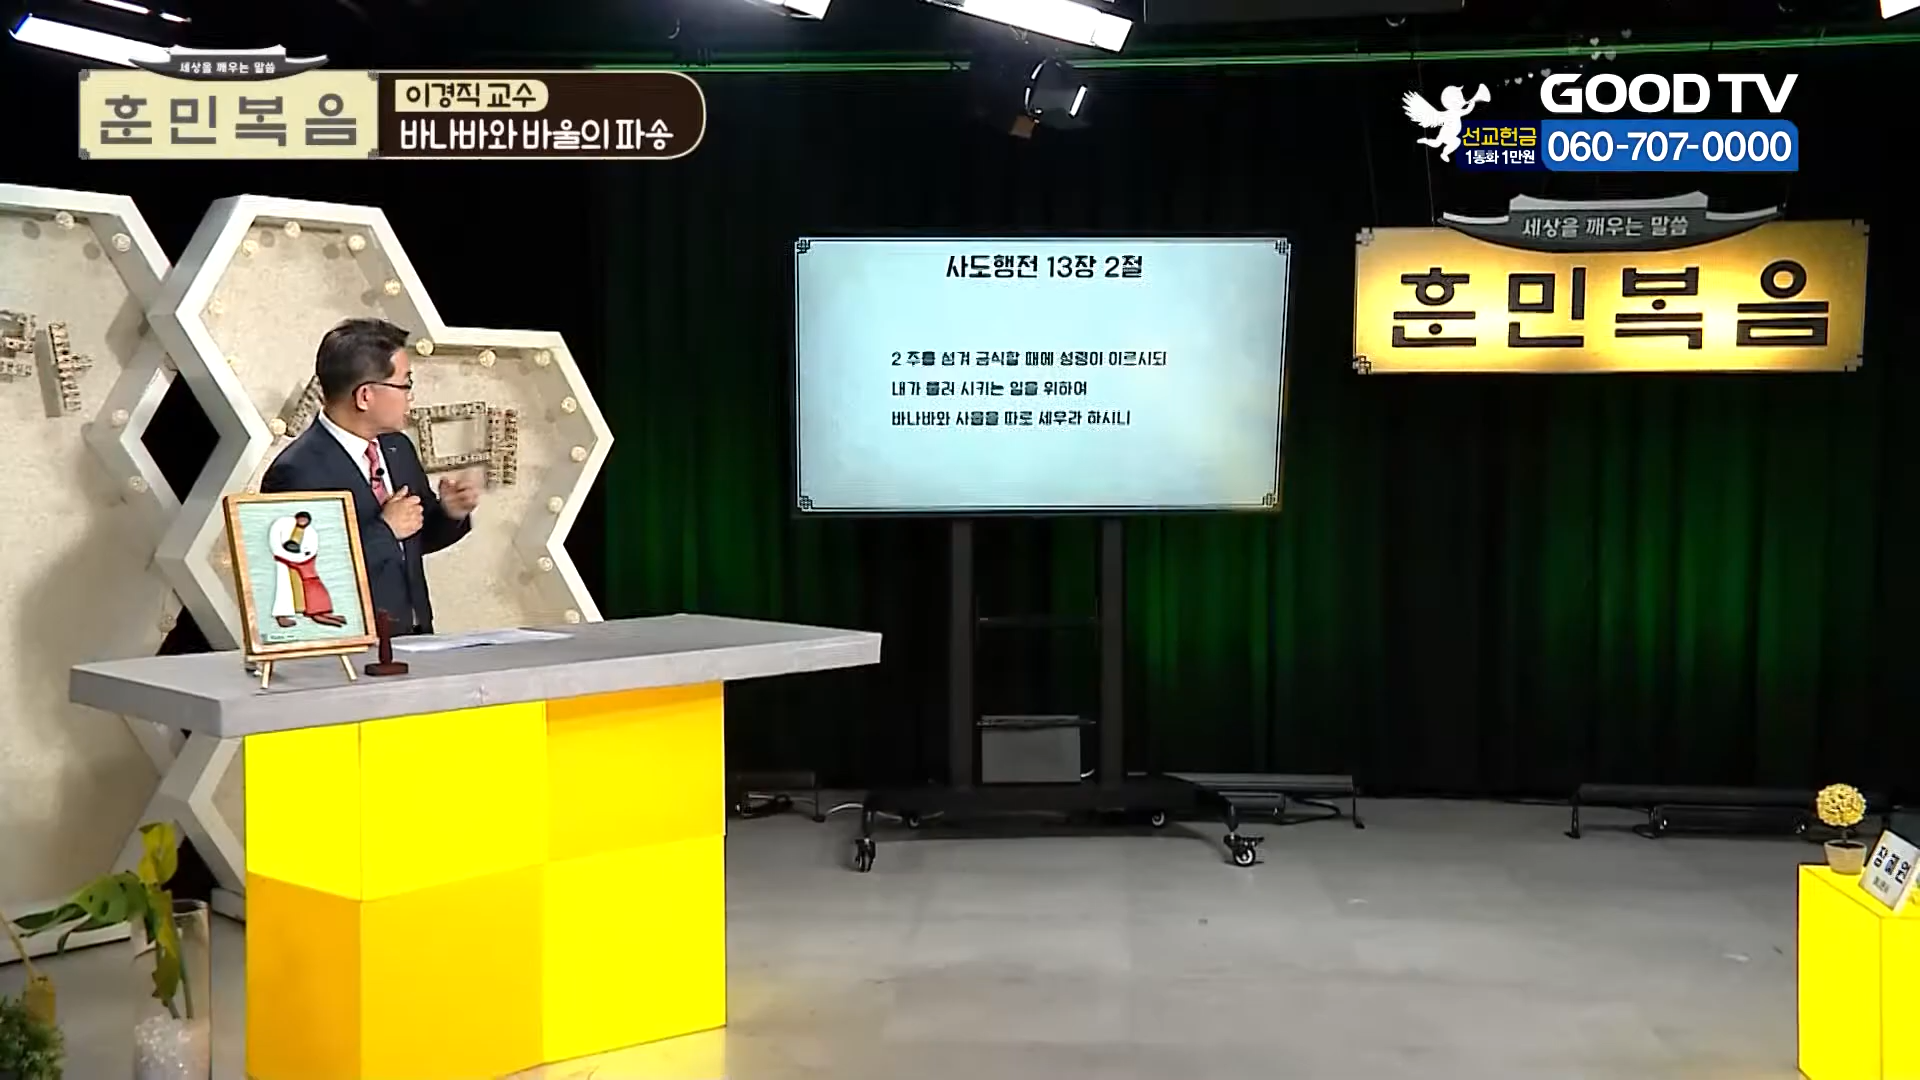 세상을 깨우는 말씀
훈민복음
이경직 교수
바나바와 바울의 파송
GOOD TV
선교헌금
1통화 1만원
060-707-0000
세상을 깨우는 말씀
훈민복음
사도행전 13장 2절
2 주를 섬겨 금식할 때에 성령이 이르시되
내가 불러 시키는 일을 위하여
바나바와 사울을 따로 세우라 하시니